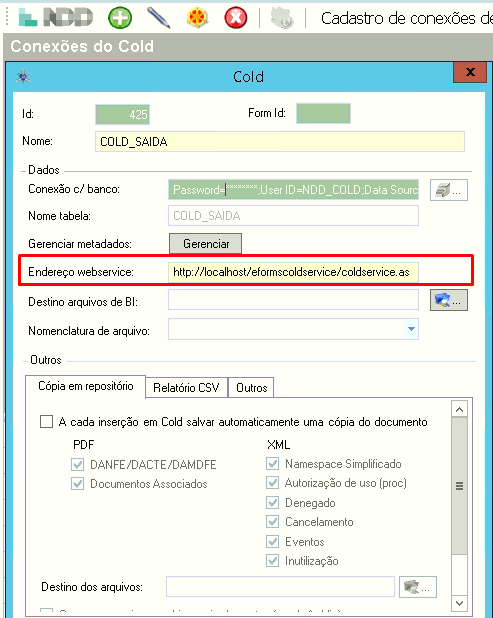 NDD
Cadastro de conexões de
Conexões do Cold
Cold
x
Id: 425 Form Id:
Nome: COLD_SAIDA
Dados
Conexão c/ banco: Password=********;User ID=NDD_COLD;Data Sourc ...
Nome tabela: COLD_SAIDA
Gerenciar metadados: Gerenciar
Endereço webservice: http://localhost/eformscoldservice/coldservice.as
Destino arquivos de BI: ...
Nomenclatura de arquivo:
Outros
Cópia em repositório Relatório CSV Outros
A cada inserção em Cold salvar automaticamente uma cópia do documento
PDF XML
DANFE/DACTE/DAMDFE Namespace Simplificado
Documentos Associados Autorização de uso (proc)
Denegado
Cancelamento
Eventos
Inutilização
Destino dos arquivos: ...